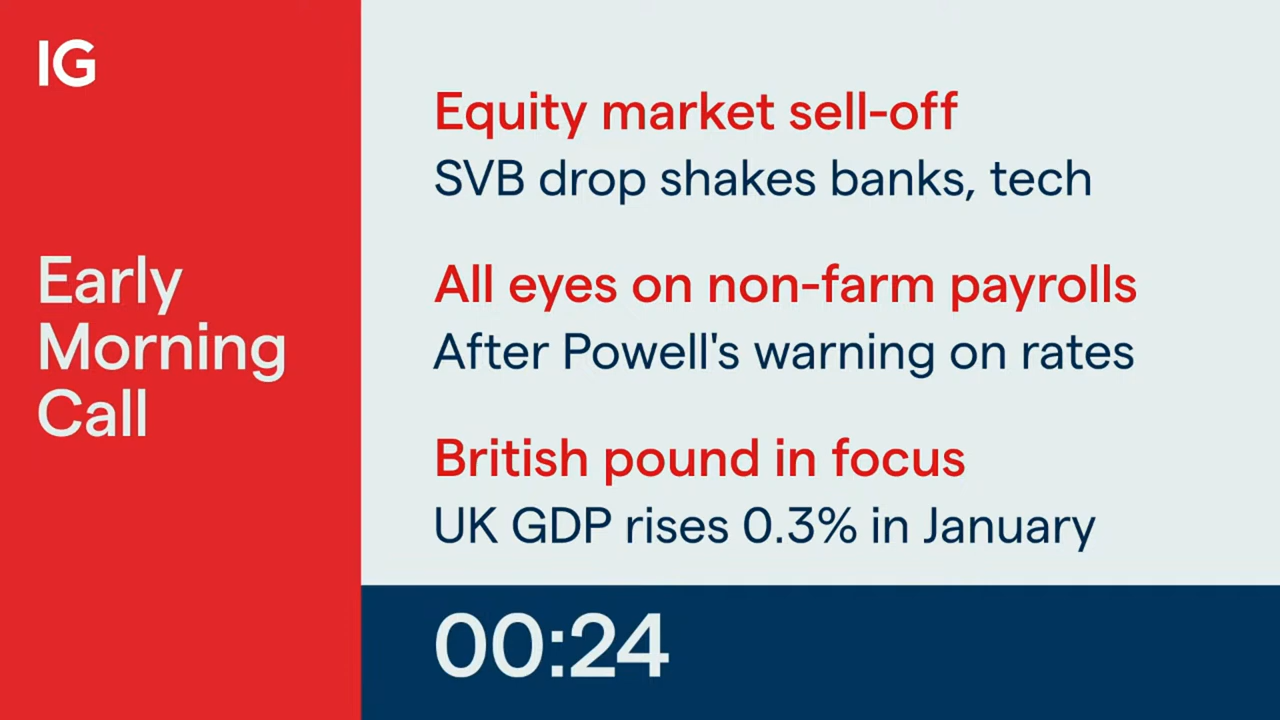 IG
Early
Morning
Call
Equity market sell-off
SVB drop shakes banks, tech
All eyes on non-farm payrolls
After Powell's warning on rates
British pound in focus
UK GDP rises 0.3% in January
00:24